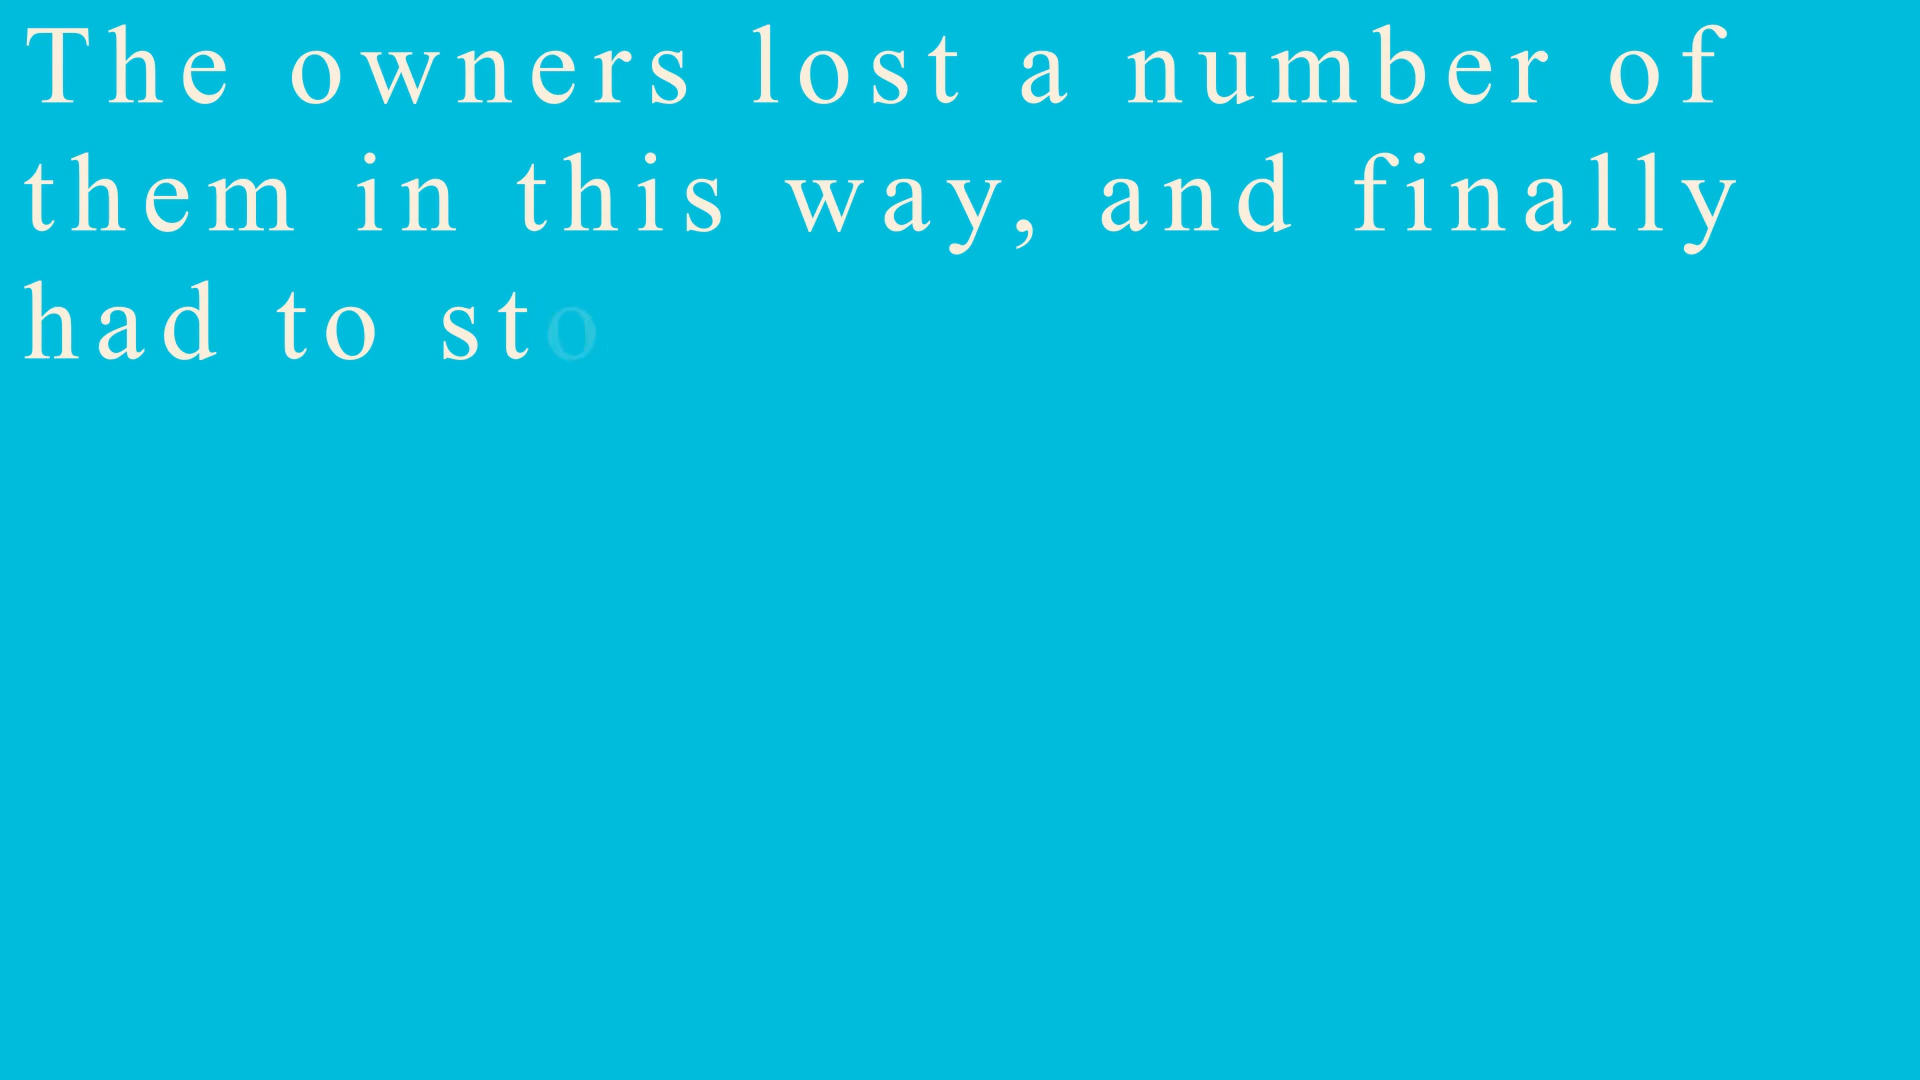 The owners lost a number of
them in this way, and finally
had to sto